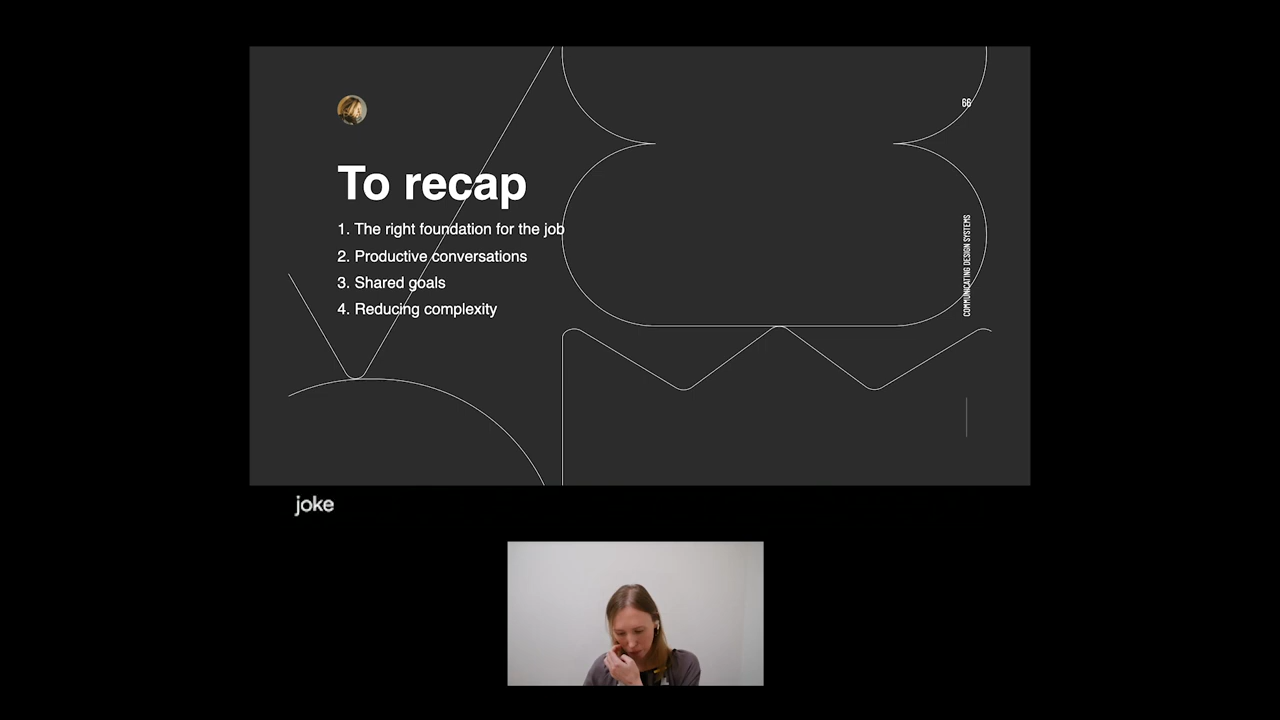 66
To recap
1. The right foundation for the job
2. Productive conversations
3. Shared goals
4. Reducing complexity
COMMUNICATING DESIGN SYSTEMS
joke